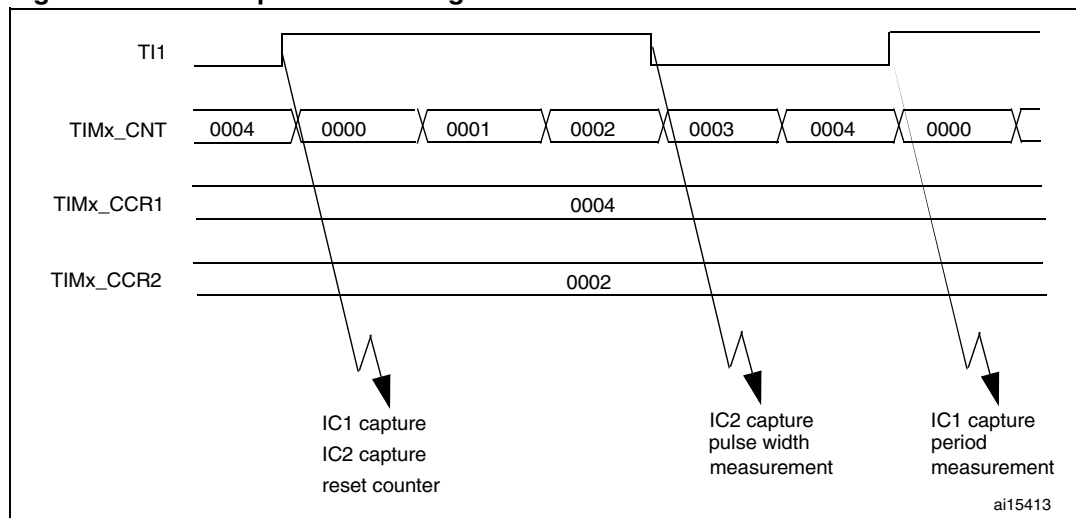 TI1
TIMx_CNT 0004 0000 0001 0002 0003 0004 0000
TIMx_CCR1 0004
TIMx_CCR2 0002
IC1 capture
IC2 capture
reset counter
IC2 capture
pulse width
measurement
IC1 capture
period
measurement
ai15413